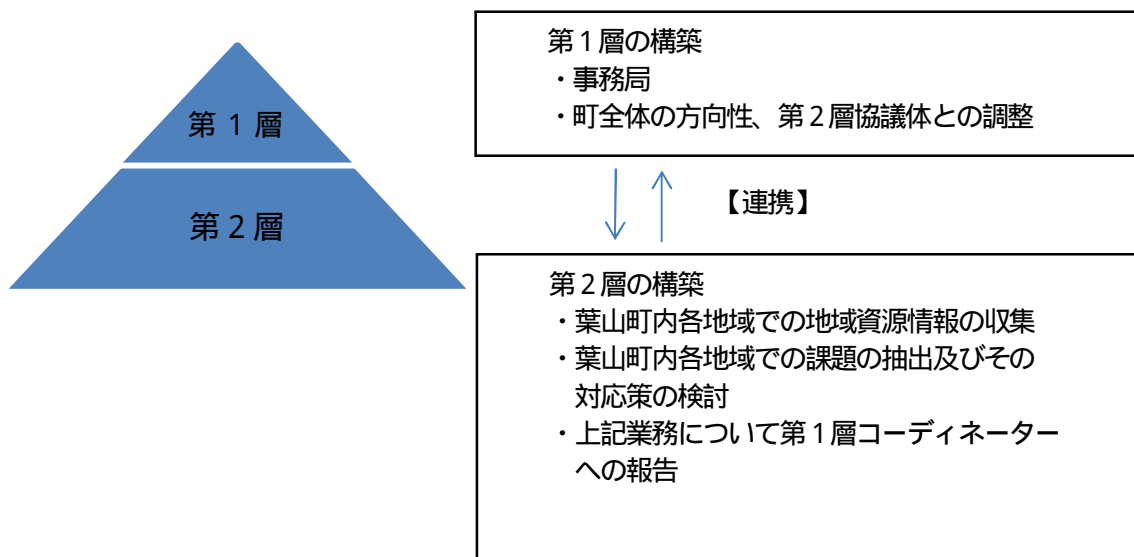 第1層
第2層
第1層の構築
・事務局
・町全体の方向性、第2層協議体との調整
【連携】
第2層の構築
・葉山町内各地域での地域資源情報の収集
・葉山町内各地域での課題の抽出及びその
対応策の検討
・上記業務について第1層コーディネーター
への報告